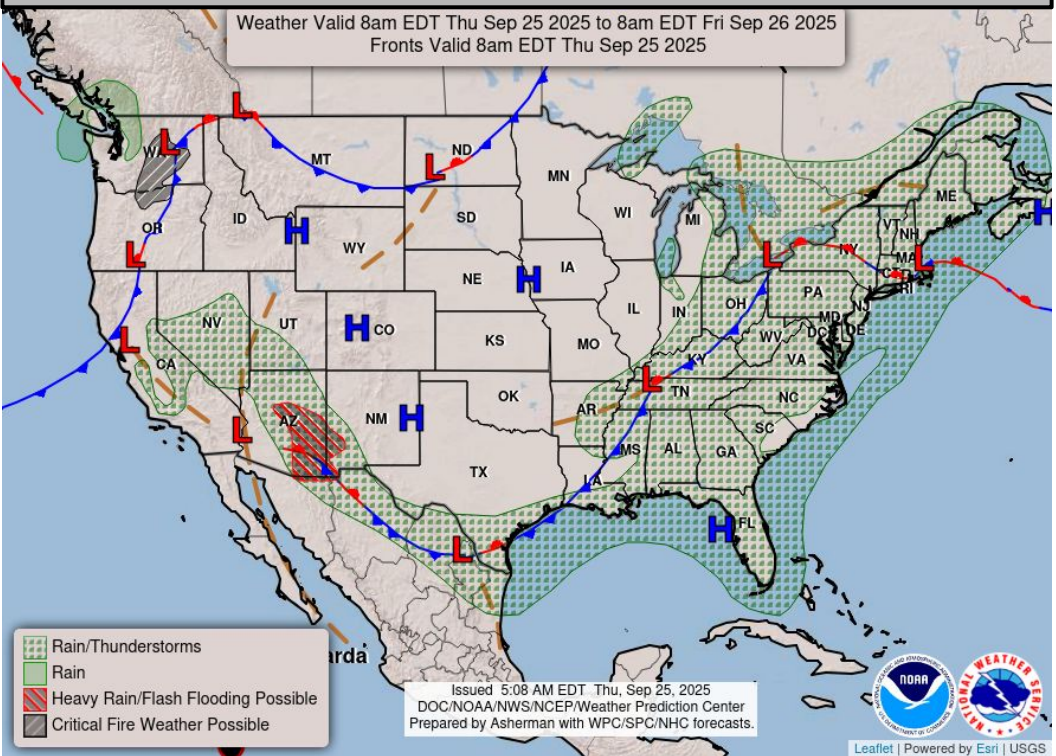 Weather Valid 8am EDT Thu Sep 25 2025 to 8am EDT Fri Sep 26 2025
Fronts Valid 8am EDT Thu Sep 25 2025
L
L
WA
MT
L
ND
MN
ME
OR
ID
H
WY
SD
WI
MI
VT
NH
H
L
L
NY
MA
L
CT
RI
NE
H
IA
PA
NJ
OH
IL
IN
MD
DE
DC
NV
UT
H
CO
L
CA
KS
MO
WV
VA
KY
L
TN
NC
OK
AR
AZ
NM
H
L
SC
MS
AL
GA
TX
LA
H
FL
L
Rain/Thunderstorms
Rain
Heavy Rain/Flash Flooding Possible
Critical Fire Weather Possible
arda
Issued 5:08 AM EDT Thu, Sep 25, 2025
DOC/NOAA/NWS/NCEP/Weather Prediction Center
Prepared by Asherman with WPC/SPC/NHC forecasts.
NOAA
NATIONAL WEATHER SERVICE
Leaflet | Powered by Esri | USGS